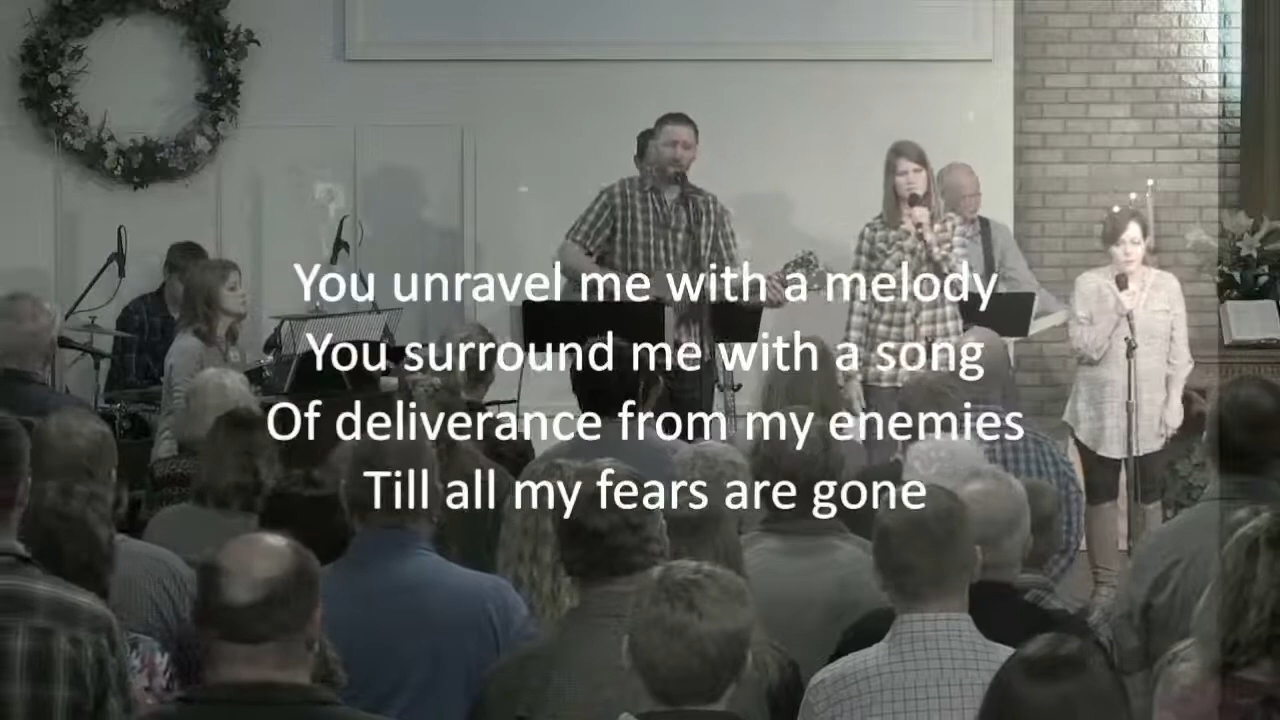 You unravel me with a melody
You surround me with a song
Of deliverance from my enemies
Till all my fears are gone